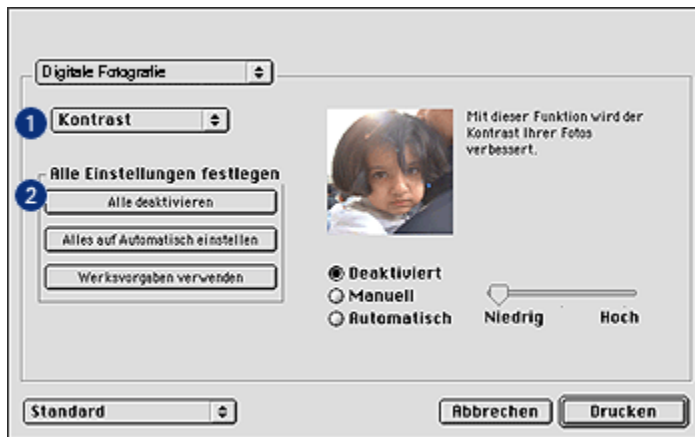 Digitale Fotografie
1
Kontrast
Mit dieser Funktion wird der
Kontrast Ihrer Fotos
verbessert.
Alle Einstellungen festlegen
2
Alle deaktivieren
Alles auf Automatisch einstellen
Werksvorgaben verwenden
Deaktiviert
Manuell
Automatisch
Niedrig
Hoch
Standard
Abbrechen
Drucken